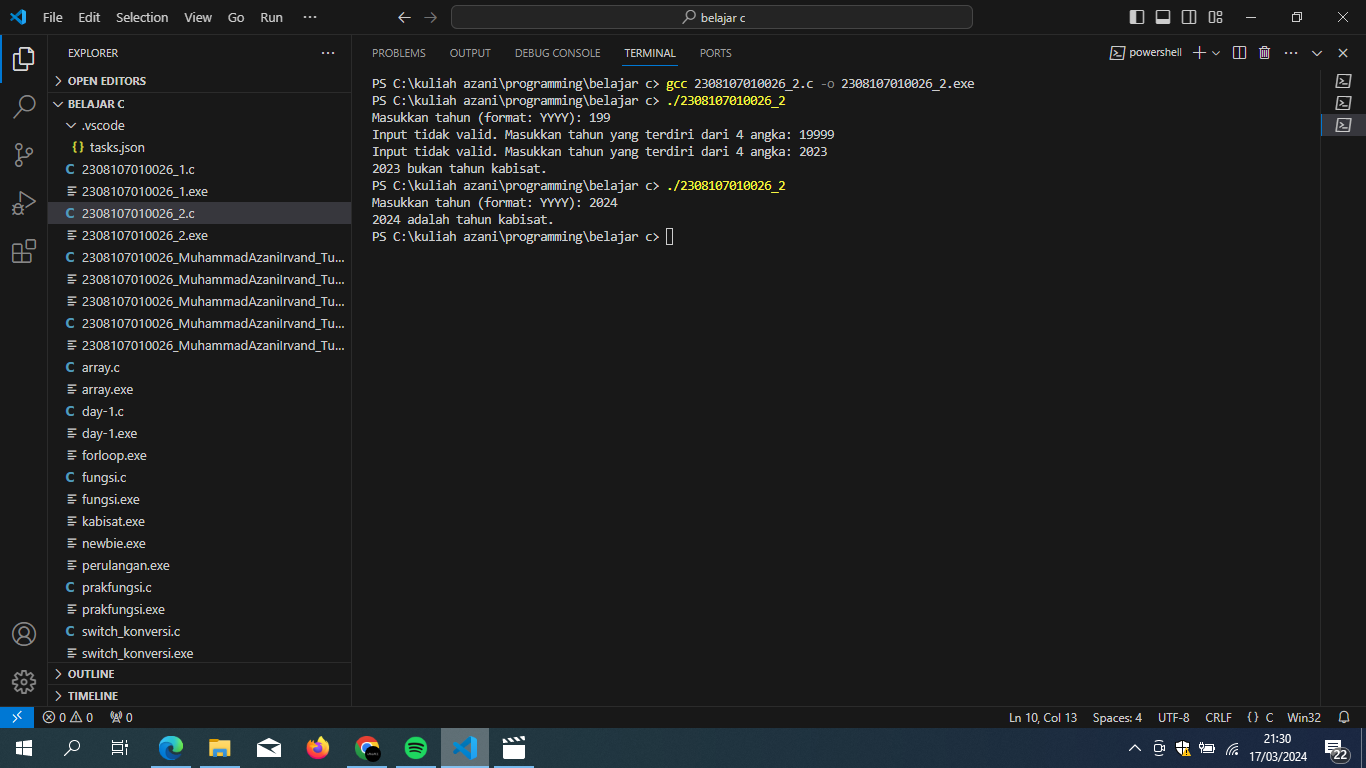 File Edit Selection View Go Run ···
belajar c
EXPLORER ···
OPEN EDITORS
BELAJAR C
.vscode
{} tasks.json
C 2308107010026_1.c
2308107010026_1.exe
C 2308107010026_2.c
2308107010026_2.exe
C 2308107010026_MuhammadAzaniIrvand_Tu...
2308107010026_MuhammadAzaniIrvand_Tu...
2308107010026_MuhammadAzaniIrvand_Tu...
C 2308107010026_MuhammadAzaniIrvand_Tu...
2308107010026_MuhammadAzaniIrvand_Tu...
C array.c
array.exe
C day-1.c
day-1.exe
forloop.exe
C fungsi.c
fungsi.exe
kabisat.exe
newbie.exe
perulangan.exe
C prakfungsi.c
prakfungsi.exe
C switch_konversi.c
switch_konversi.exe
OUTLINE
TIMELINE
PROBLEMS OUTPUT DEBUG CONSOLE TERMINAL PORTS
powershell
PS C:\kuliah azani\programming\belajar c> gcc 2308107010026_2.c -o 2308107010026_2.exe
PS C:\kuliah azani\programming\belajar c> ./2308107010026_2
Masukkan tahun (format: YYYY): 199
Input tidak valid. Masukkan tahun yang terdiri dari 4 angka: 19999
Input tidak valid. Masukkan tahun yang terdiri dari 4 angka: 2023
2023 bukan tahun kabisat.
PS C:\kuliah azani\programming\belajar c> ./2308107010026_2
Masukkan tahun (format: YYYY): 2024
2024 adalah tahun kabisat.
PS C:\kuliah azani\programming\belajar c>
0 0 0
Ln 10, Col 13 Spaces: 4 UTF-8 CRLF {} C Win32
21:30
17/03/2024
22